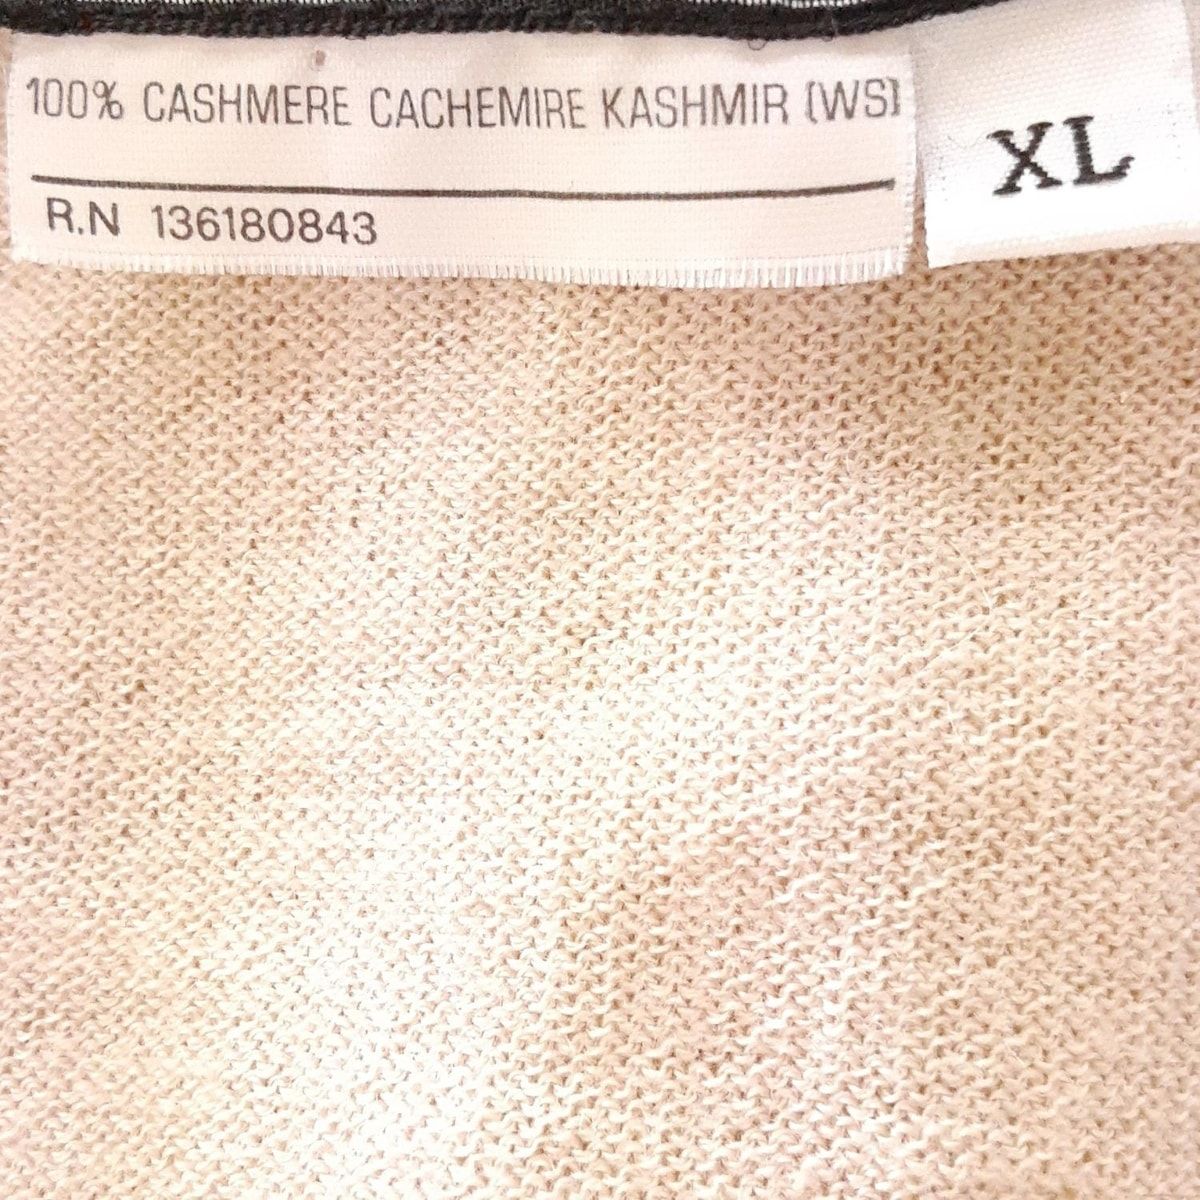 100% CASHMERE CACHEMIRE KASHMIR (WS)
R.N 136180843
XL